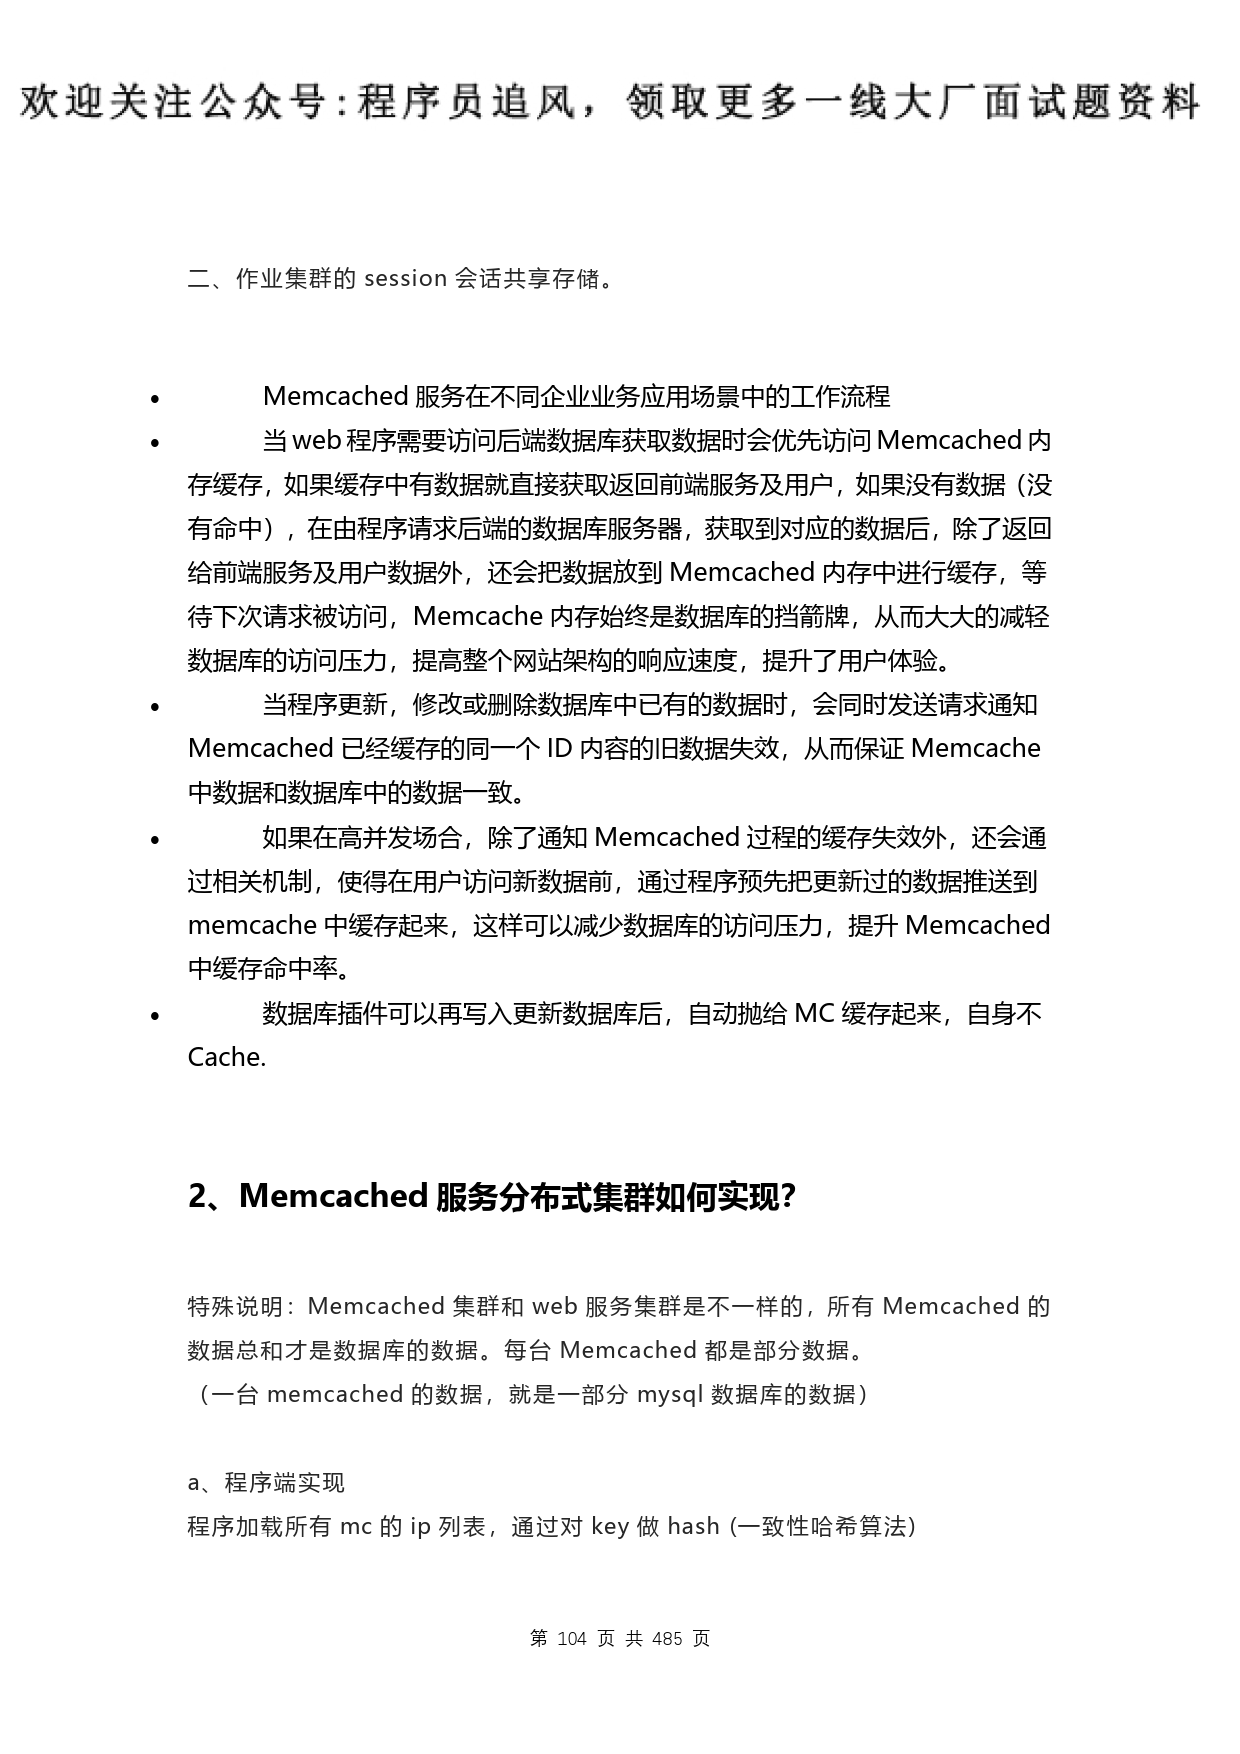 欢迎关注公众号:程序员追风，领取更多一线大厂面试题资料
二、作业集群的 session 会话共享存储。
• Memcached 服务在不同企业业务应用场景中的工作流程
• 当 web 程序需要访问后端数据库获取数据时会优先访问 Memcached 内
存缓存，如果缓存中有数据就直接获取返回前端服务及用户，如果没有数据（没
有命中），在由程序请求后端的数据库服务器，获取到对应的数据后，除了返回
给前端服务及用户数据外，还会把数据放到 Memcached 内存中进行缓存，等
待下次请求被访问，Memcache 内存始终是数据库的挡箭牌，从而大大的减轻
数据库的访问压力，提高整个网站架构的响应速度，提升了用户体验。
• 当程序更新，修改或删除数据库中已有的数据时，会同时发送请求通知
Memcached 已经缓存的同一个 ID 内容的旧数据失效，从而保证 Memcache
中数据和数据库中的数据一致。
• 如果在高并发场合，除了通知 Memcached 过程的缓存失效外，还会通
过相关机制，使得在用户访问新数据前，通过程序预先把更新过的数据推送到
memcache 中缓存起来，这样可以减少数据库的访问压力，提升 Memcached
中缓存命中率。
• 数据库插件可以再写入更新数据库后，自动抛给 MC 缓存起来，自身不
Cache.
2、Memcached 服务分布式集群如何实现？
特殊说明：Memcached 集群和 web 服务集群是不一样的，所有 Memcached 的
数据总和才是数据库的数据。每台 Memcached 都是部分数据。
（一台 memcached 的数据，就是一部分 mysql 数据库的数据）
a、程序端实现
程序加载所有 mc 的 ip 列表，通过对 key 做 hash (一致性哈希算法)
第 104 页 共 485 页